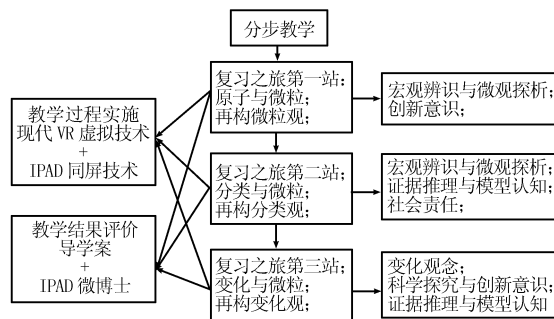 分步教学
复习之旅第一站:
原子与微粒;
再构微粒观;
宏观辨识与微观探析;
创新意识;
教学过程实施
现代VR虚拟技术
+
IPAD同屏技术
复习之旅第二站;
分类与微粒;
再构分类观;
宏观辨识与微观探析;
证据推理与模型认知;
社会责任;
教学结果评价
导学案
+
IPAD微博士
复习之旅第三站;
变化与微粒;
再构变化观;
变化观念;
科学探究与创新意识;
证据推理与模型认知